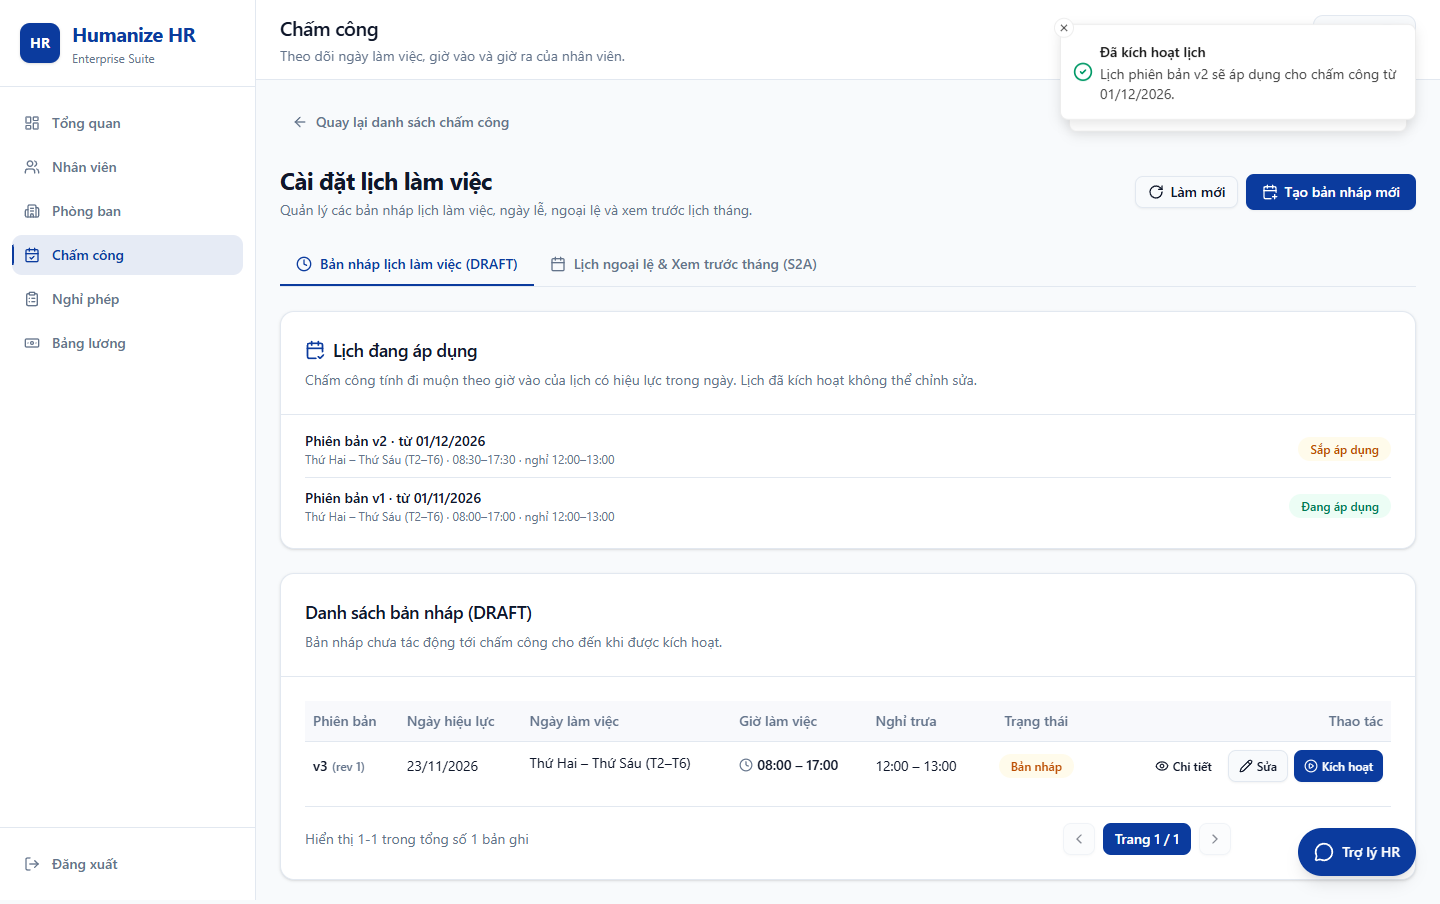 HR
Humanize HR
Enterprise Suite
Tổng quan
Nhân viên
Phòng ban
Chấm công
Nghỉ phép
Bảng lương
Đăng xuất
Chấm công
Theo dõi ngày làm việc, giờ vào và giờ ra của nhân viên.
Đã kích hoạt lịch
Lịch phiên bản v2 sẽ áp dụng cho chấm công từ
01/12/2026.
Quay lại danh sách chấm công
Cài đặt lịch làm việc
Quản lý các bản nháp lịch làm việc, ngày lễ, ngoại lệ và xem trước lịch tháng.
Làm mới
Tạo bản nháp mới
Bản nháp lịch làm việc (DRAFT)
Lịch ngoại lệ & Xem trước tháng (S2A)
Lịch đang áp dụng
Chấm công tính đi muộn theo giờ vào của lịch có hiệu lực trong ngày. Lịch đã kích hoạt không thể chỉnh sửa.
Phiên bản v2 · từ 01/12/2026
Thứ Hai – Thứ Sáu (T2–T6) · 08:30–17:30 · nghỉ 12:00–13:00
Sắp áp dụng
Phiên bản v1 · từ 01/11/2026
Thứ Hai – Thứ Sáu (T2–T6) · 08:00–17:00 · nghỉ 12:00–13:00
Đang áp dụng
Danh sách bản nháp (DRAFT)
Bản nháp chưa tác động tới chấm công cho đến khi được kích hoạt.
Phiên bản Ngày hiệu lực Ngày làm việc Giờ làm việc Nghỉ trưa Trạng thái Thao tác
v3 (rev 1) 23/11/2026 Thứ Hai – Thứ Sáu (T2–T6) 08:00 – 17:00 12:00 – 13:00 Bản nháp Chi tiết Sửa Kích hoạt
Hiển thị 1-1 trong tổng số 1 bản ghi
Trang 1 / 1
Trợ lý HR